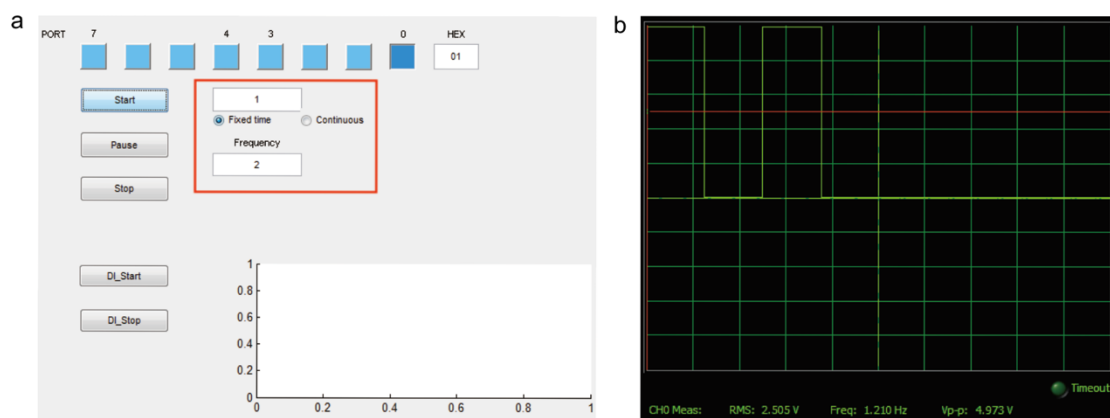 a
PORT 7 4 3 0 HEX
01
Start
1
Fixed time Continuous
Pause
Frequency
2
Stop
DI_Start
DI_Stop
1
0.8
0.6
0.4
0.2
0
0 0.2 0.4 0.6 0.8 1
b
Timeout
CH0 Meas: RMS: 2.505 V Freq: 1.210 Hz Vp-p: 4.973 V